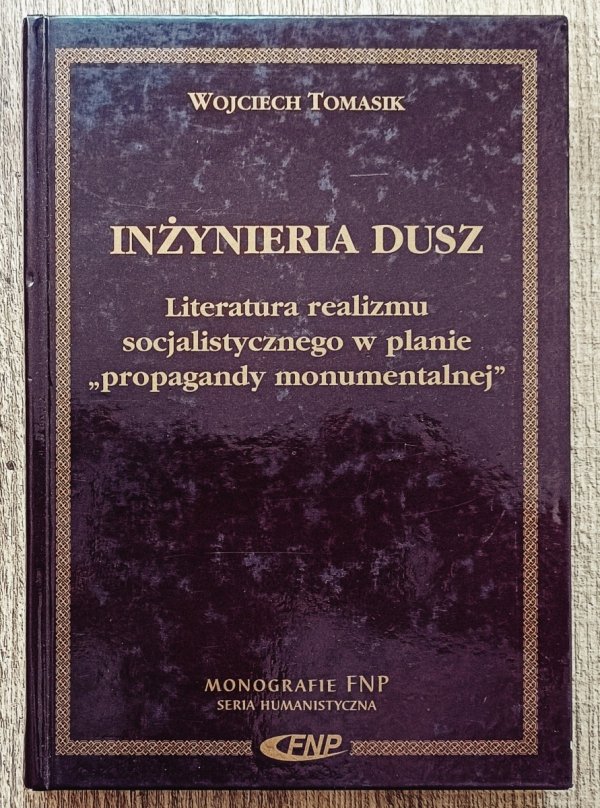 WOJCIECH TOMASIK
INŻYNIERIA DUSZ
Literatura realizmu
socjalistycznego w planie
„propagandy monumentalnej”
MONOGRAFIE FNP
SERIA HUMANISTYCZNA
FNP